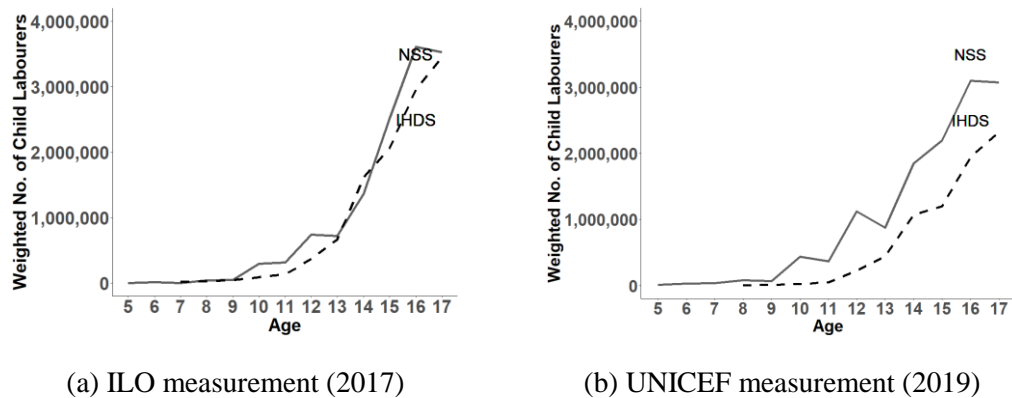 Weighted No. of Child Labourers
4,000,000
3,000,000
2,000,000
1,000,000
0
NSS
IHDS
5 6 7 8 9 10 11 12 13 14 15 16 17
Age
(a) ILO measurement (2017)
Weighted No. of Child Labourers
4,000,000
3,000,000
2,000,000
1,000,000
0
NSS
IHDS
5 6 7 8 9 10 11 12 13 14 15 16 17
Age
(b) UNICEF measurement (2019)